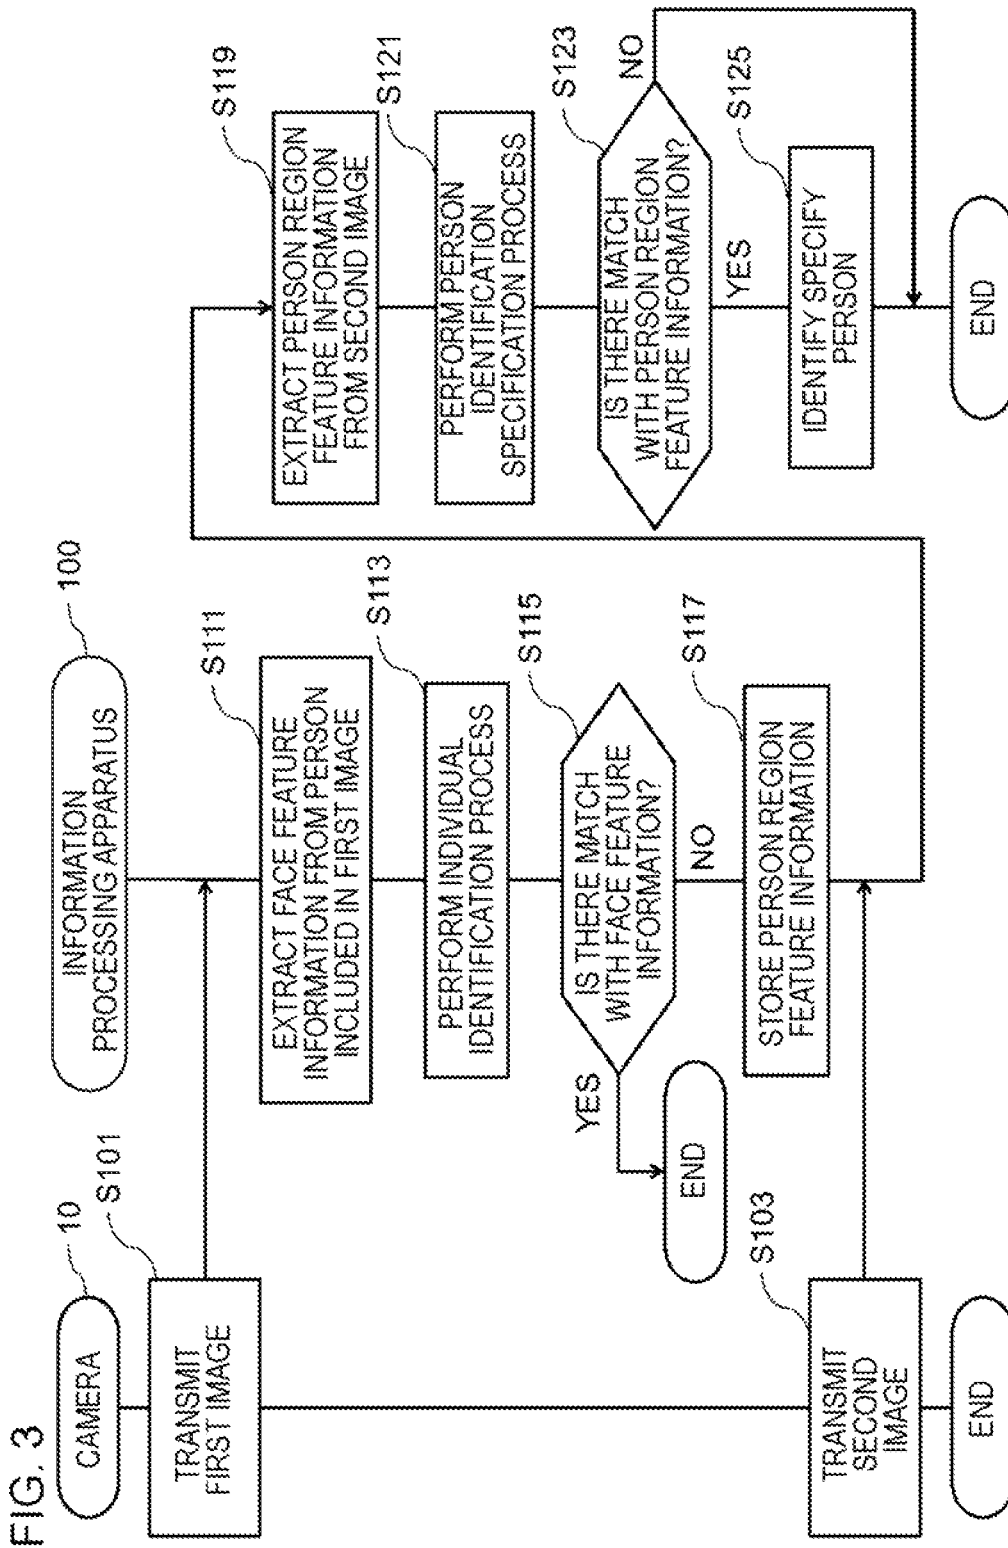 FIG. 3
CAMERA
10
TRANSMIT
FIRST IMAGE
S101
TRANSMIT
SECOND
IMAGE
S103
END
INFORMATION
PROCESSING APPARATUS
100
EXTRACT FACE FEATURE
INFORMATION FROM PERSON
INCLUDED IN FIRST IMAGE
S111
PERFORM INDIVIDUAL
IDENTIFICATION PROCESS
S113
IS THERE MATCH
WITH FACE FEATURE
INFORMATION?
S115
YES
END
NO
STORE PERSON REGION
FEATURE INFORMATION
S117
EXTRACT PERSON REGION
FEATURE INFORMATION
FROM SECOND IMAGE
S119
PERFORM PERSON
IDENTIFICATION
SPECIFICATION PROCESS
S121
IS THERE MATCH
WITH PERSON REGION
FEATURE INFORMATION?
S123
NO
YES
IDENTIFY SPECIFY
PERSON
S125
END